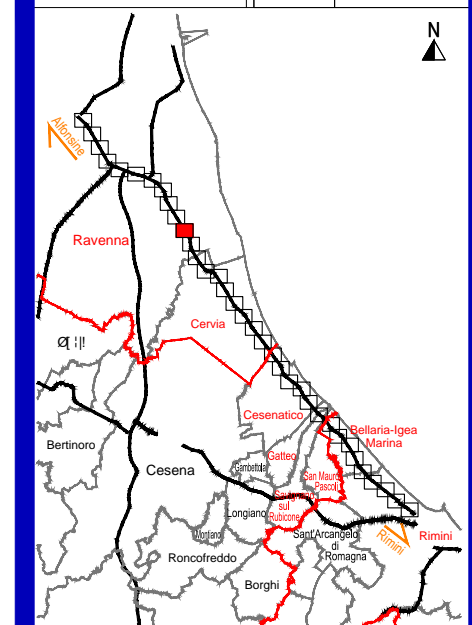 N
Alfonsine
Ravenna
Cervia
Cesenatico
Bellaria-Igea
Marina
Bertinoro
Cesena
Gatteo
Gambettola
San Mauro
Pascoli
Longiano
sul
Rubicone
Montiano
Sant'Arcangelo
di
Romagna
Rimini
Rimini
Roncofreddo
Borghi